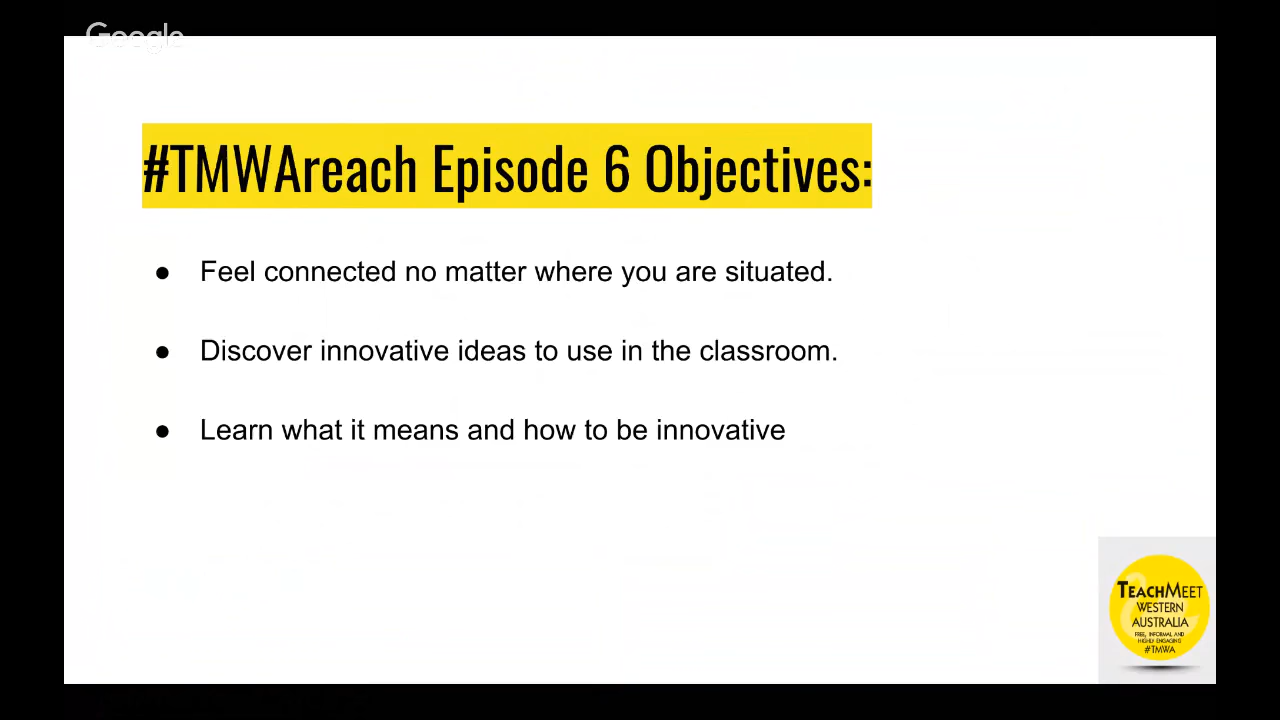 Google
#TMWAreach Episode 6 Objectives:
● Feel connected no matter where you are situated.
● Discover innovative ideas to use in the classroom.
● Learn what it means and how to be innovative
TEACHMEET
WESTERN
AUSTRALIA
FREE, INFORMAL AND
HIGHLY ENGAGING
#TMWA